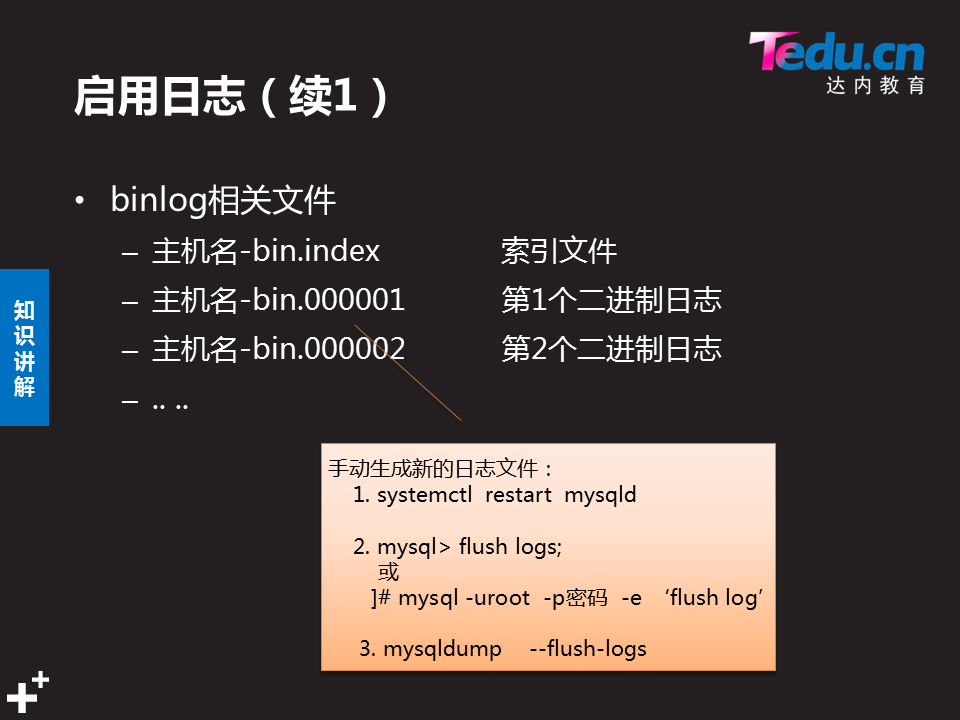 Tedu.cn
达内教育
启用日志（续1）
• binlog相关文件
– 主机名-bin.index 索引文件
– 主机名-bin.000001 第1个二进制日志
– 主机名-bin.000002 第2个二进制日志
– .. ..
知识讲解
手动生成新的日志文件：
1. systemctl restart mysqld
2. mysql> flush logs;
或
]# mysql -uroot -p密码 -e ‘flush log’
3. mysqldump --flush-logs